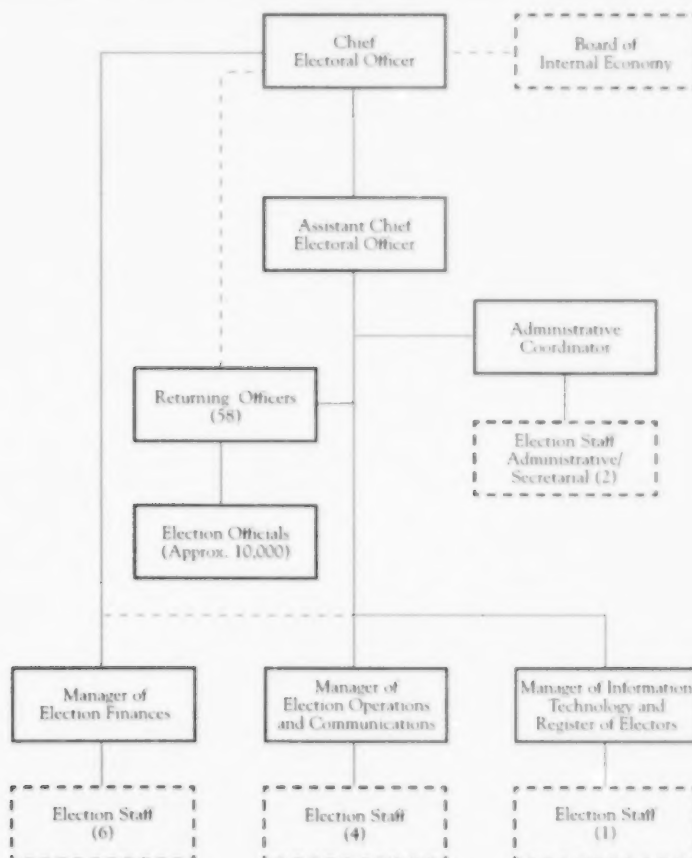 Chief
Electoral Officer
Board of
Internal Economy
Assistant Chief
Electoral Officer
Administrative
Coordinator
Returning Officers
(58)
Election Staff
Administrative/
Secretarial (2)
Election Officials
(Approx. 10,000)
Manager of
Election Finances
Manager of
Election Operations
and Communications
Manager of Information
Technology and
Register of Electors
Election Staff
(6)
Election Staff
(4)
Election Staff
(1)